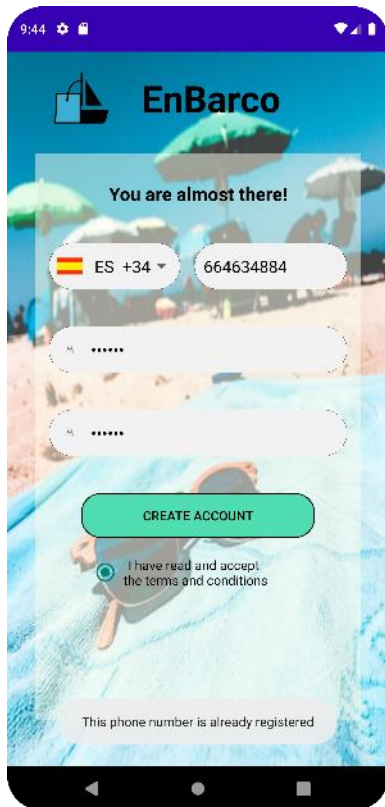 9:44
EnBarco
You are almost there!
ES +34 664634884
••••••
••••••
CREATE ACCOUNT
I have read and accept
the terms and conditions
This phone number is already registered